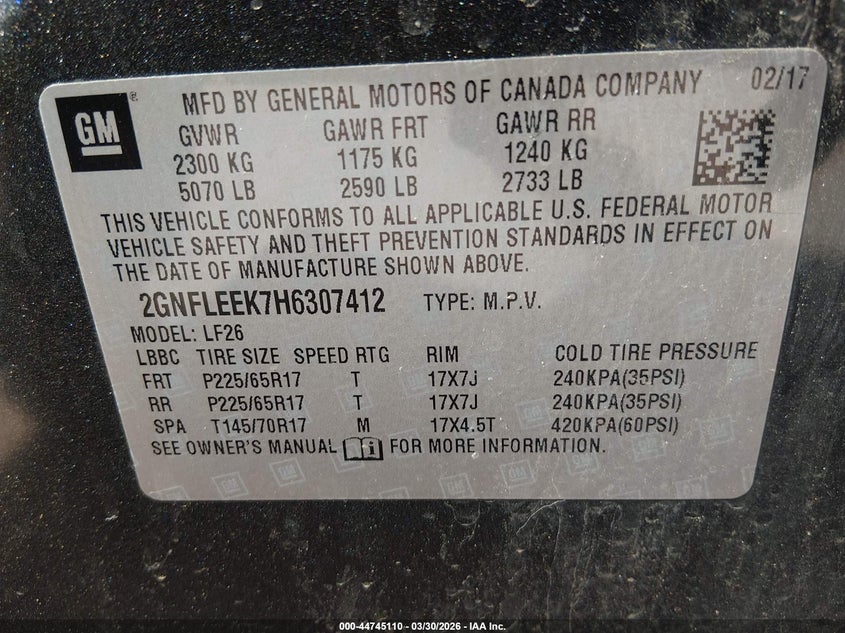 GM ® MFD BY GENERAL MOTORS OF CANADA COMPANY 02/17
GVWR GAWR FRT GAWR RR
2300 KG 1175 KG 1240 KG
5070 LB 2590 LB 2733 LB
THIS VEHICLE CONFORMS TO ALL APPLICABLE U.S. FEDERAL MOTOR
VEHICLE SAFETY AND THEFT PREVENTION STANDARDS IN EFFECT ON
THE DATE OF MANUFACTURE SHOWN ABOVE.
2GNFLEEK7H6307412 TYPE: M.P.V.
MODEL: LF26
LBBC TIRE SIZE SPEED RTG RIM COLD TIRE PRESSURE
FRT P225/65R17 T 17X7J 240KPA(35PSI)
RR P225/65R17 T 17X7J 240KPA(35PSI)
SPA T145/70R17 M 17X4.5T 420KPA(60PSI)
SEE OWNER'S MANUAL i FOR MORE INFORMATION.
000-44745110 - 03/30/2026 - IAA Inc.